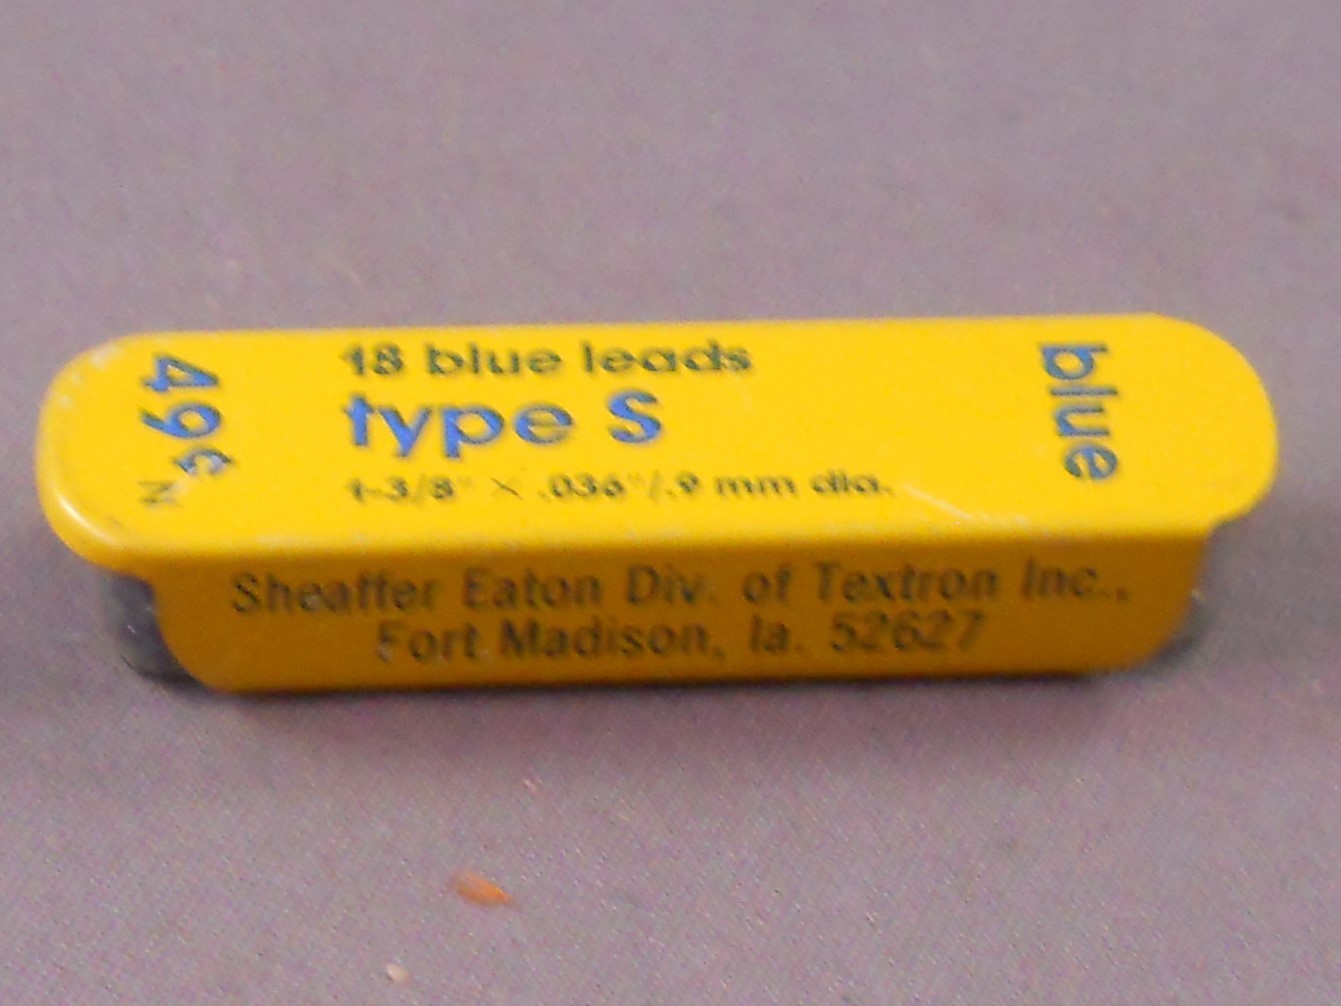 49¢
N
18 blue leads
type S
1-3/8" × .036"/.9 mm dia.
blue
Sheaffer Eaton Div. of Textron Inc.,
Fort Madison, Ia. 52627